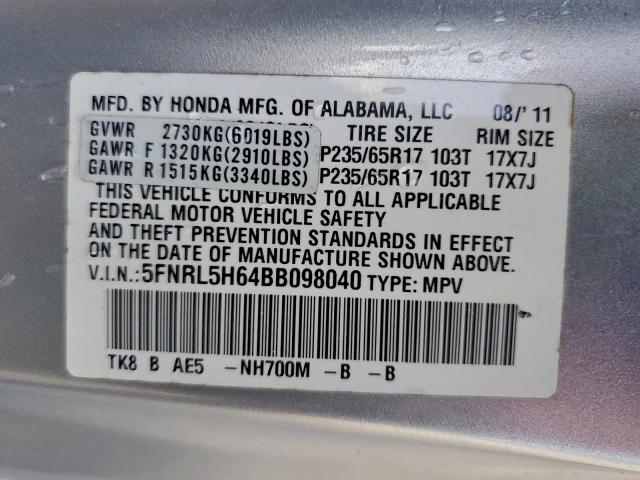 MFD. BY HONDA MFG. OF ALABAMA, LLC 08/'11
GVWR 2730KG(6019LBS) TIRE SIZE RIM SIZE
GAWR F 1320KG(2910LBS) P235/65R17 103T 17X7J
GAWR R 1515KG(3340LBS) P235/65R17 103T 17X7J
THIS VEHICLE CONFORMS TO ALL APPLICABLE
FEDERAL MOTOR VEHICLE SAFETY
AND THEFT PREVENTION STANDARDS IN EFFECT
ON THE DATE OF MANUFACTURE SHOWN ABOVE.
V.I.N.:5FNRL5H64BB098040 TYPE: MPV
TK8 B AE5 -NH700M -B -B